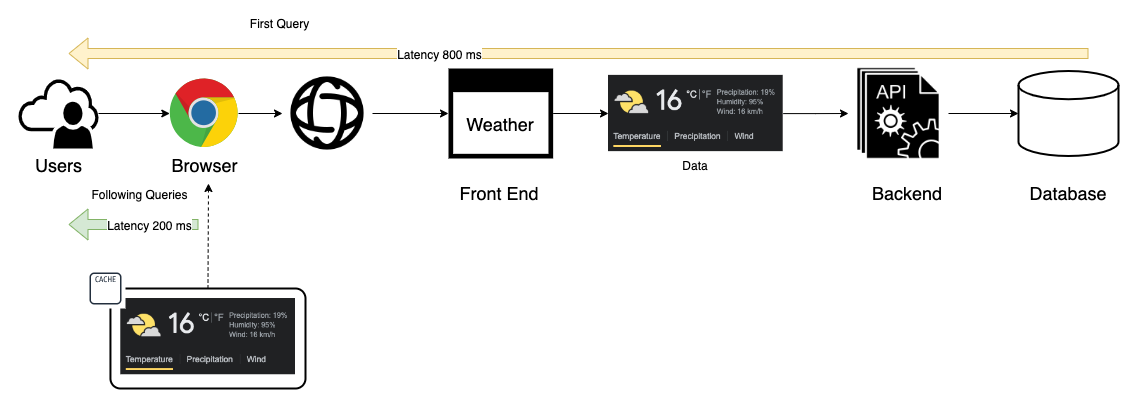 First Query
Latency 800 ms
Weather
16 °C | °F
Precipitation: 19%
Humidity: 95%
Wind: 16 km/h
Temperature Precipitation Wind
API
Users
Browser
Front End
Data
Backend
Database
Following Queries
Latency 200 ms
CACHE
16 °C | °F
Precipitation: 19%
Humidity: 95%
Wind: 16 km/h
Temperature Precipitation Wind